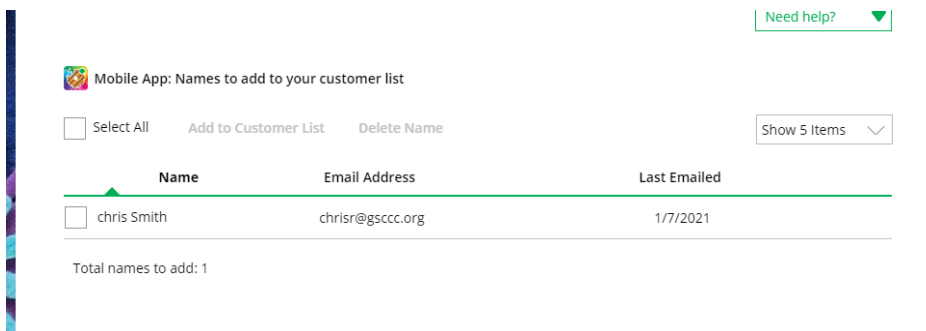 Need help?
Mobile App: Names to add to your customer list
Select All Add to Customer List Delete Name Show 5 Items
Name Email Address Last Emailed
chris Smith chrisr@gsccc.org 1/7/2021
Total names to add: 1